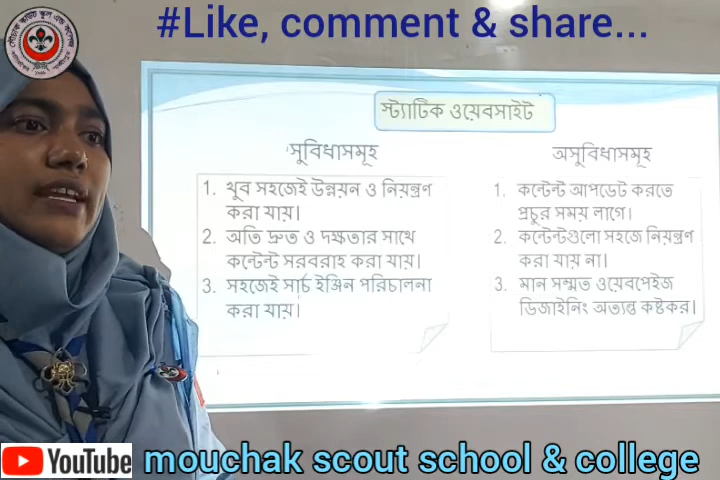 #Like, comment & share...
স্ট্যাটিক ওয়েবসাইট
সুবিধাসমূহ
1. খুব সহজেই উন্নয়ন ও নিয়ন্ত্রণ
করা যায়।
2. অতি দ্রুত ও দক্ষতার সাথে
কন্টেন্ট সরবরাহ করা যায়।
3. সহজেই সার্চ ইঞ্জিন পরিচালনা
করা যায়।
অসুবিধাসমূহ
1. কন্টেন্ট আপডেট করতে
প্রচুর সময় লাগে।
2. কন্টেন্টগুলো সহজে নিয়ন্ত্রণ
করা যায় না।
3. মান সম্মত ওয়েবপেইজ
ডিজাইনিং অত্যন্ত কষ্টকর।
YouTube mouchak scout school & college